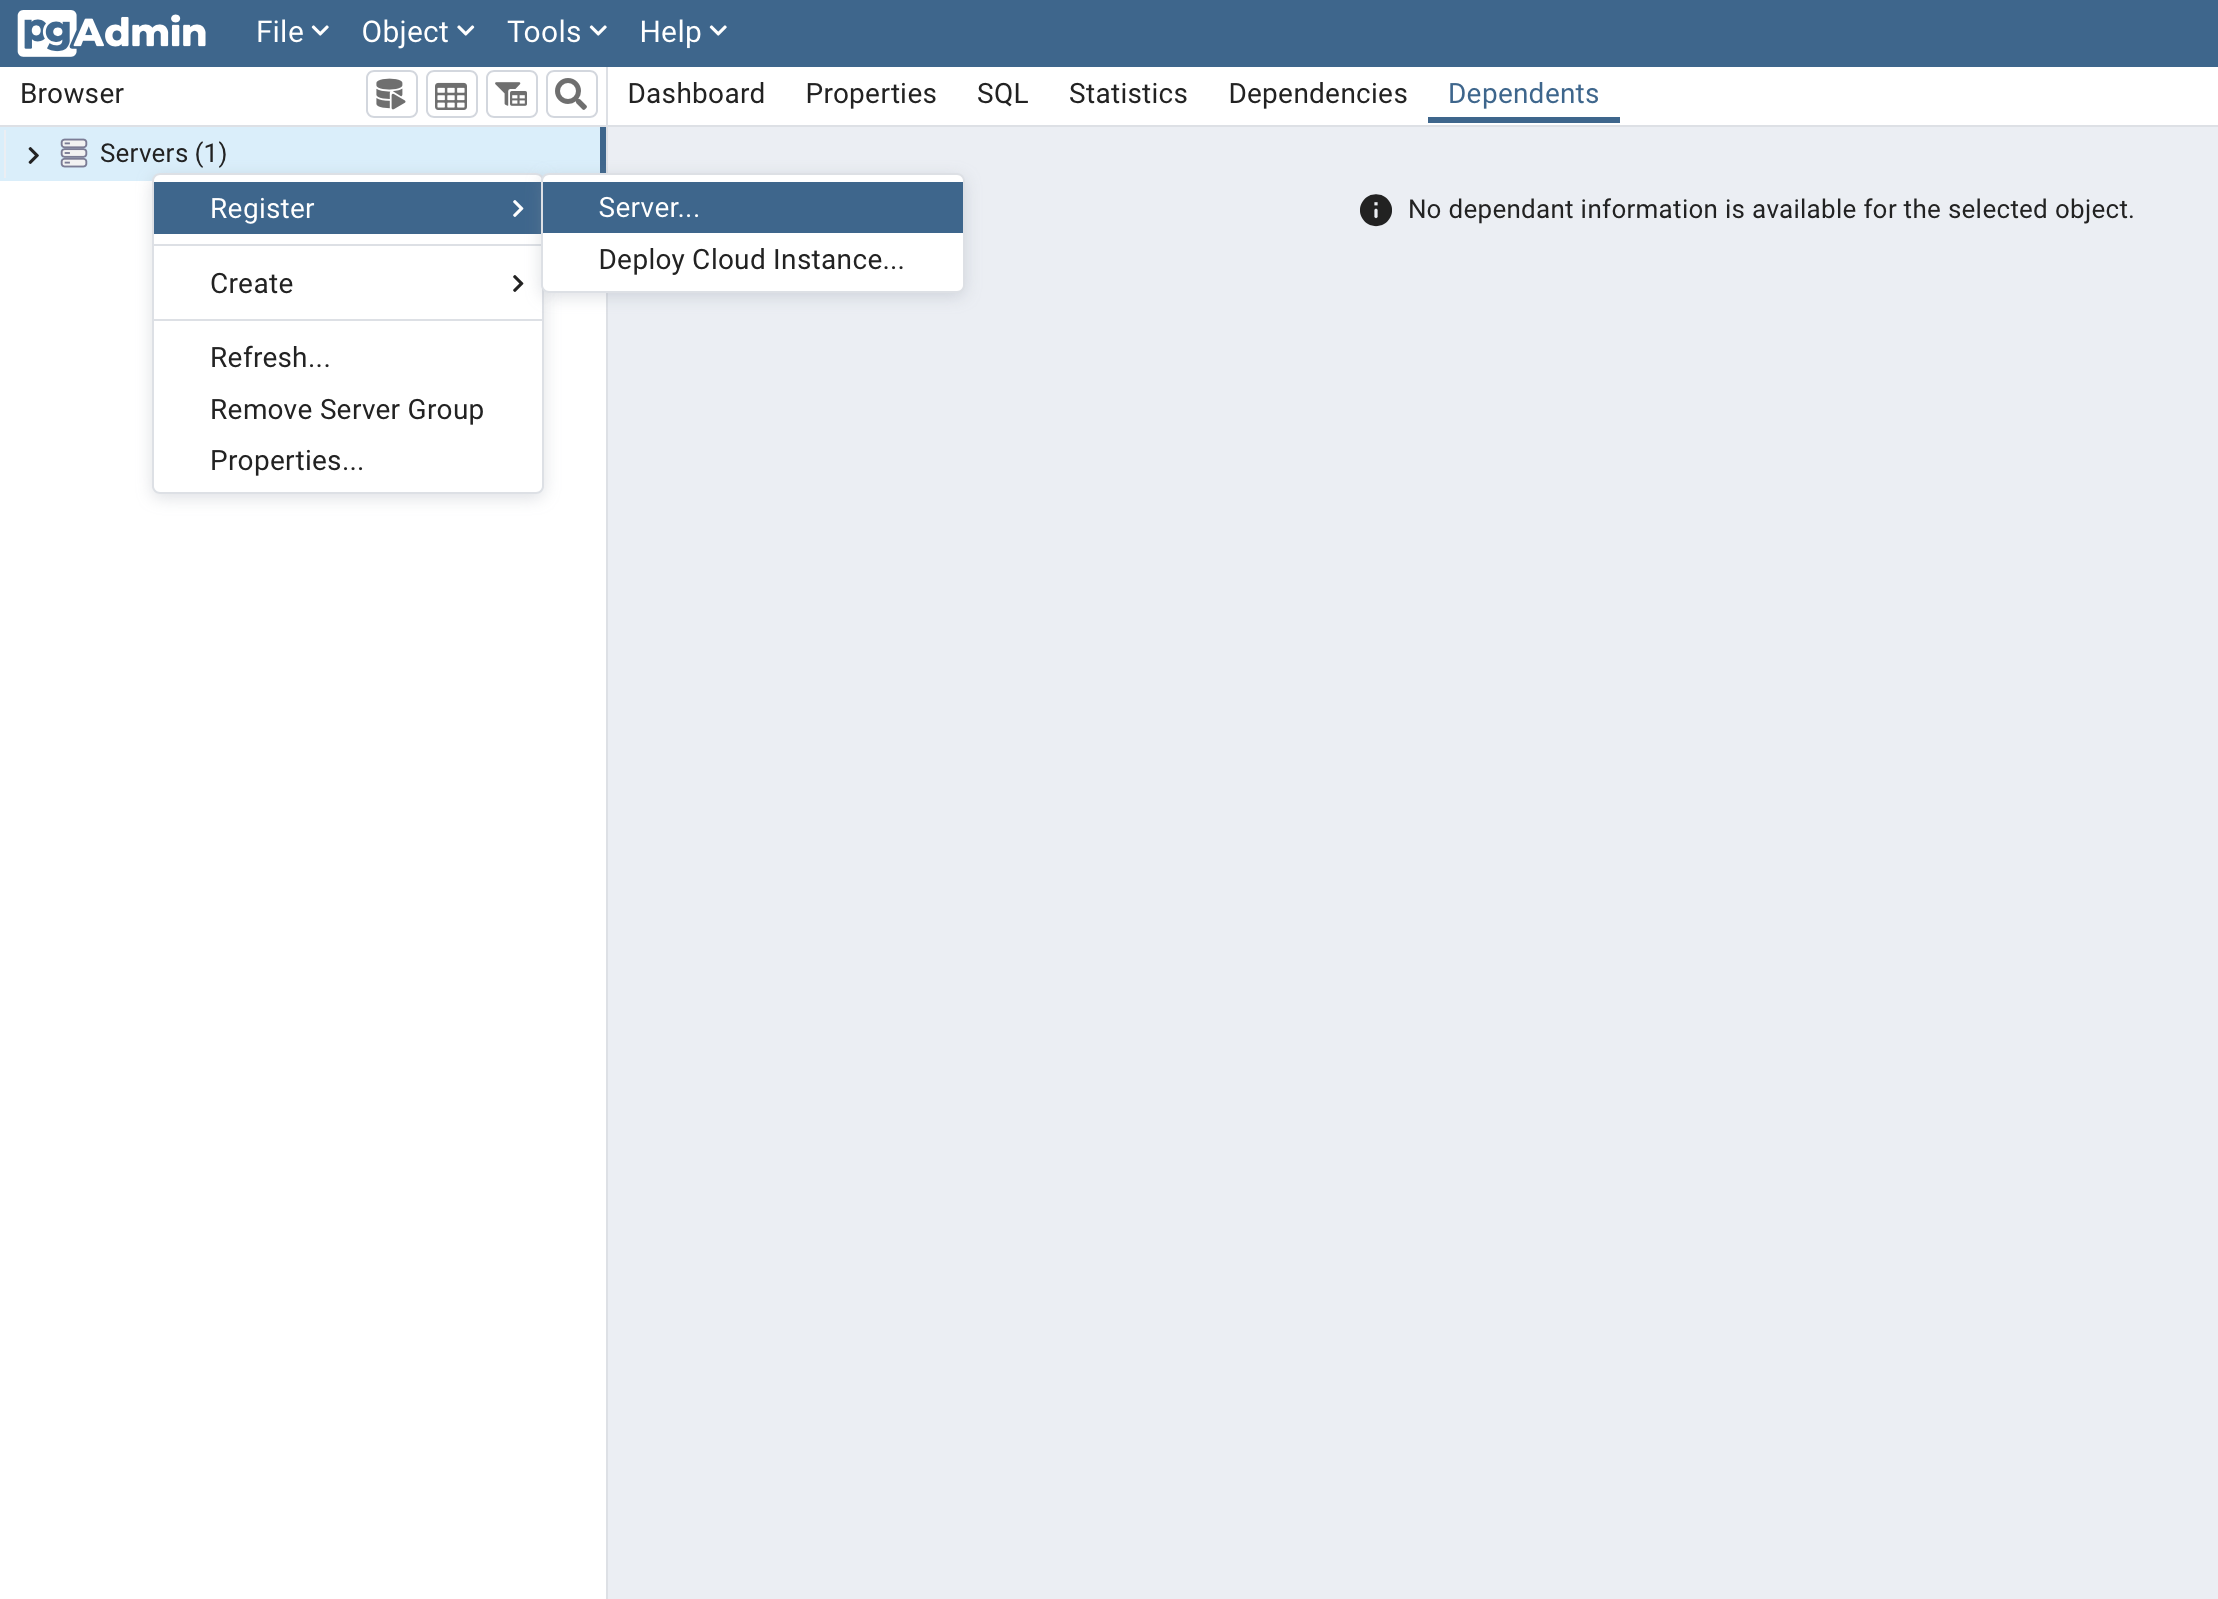 pgAdmin File Object Tools Help
Browser
Dashboard Properties SQL Statistics Dependencies Dependents
Servers (1)
Register
Server...
No dependant information is available for the selected object.
Deploy Cloud Instance...
Create
Refresh...
Remove Server Group
Properties...